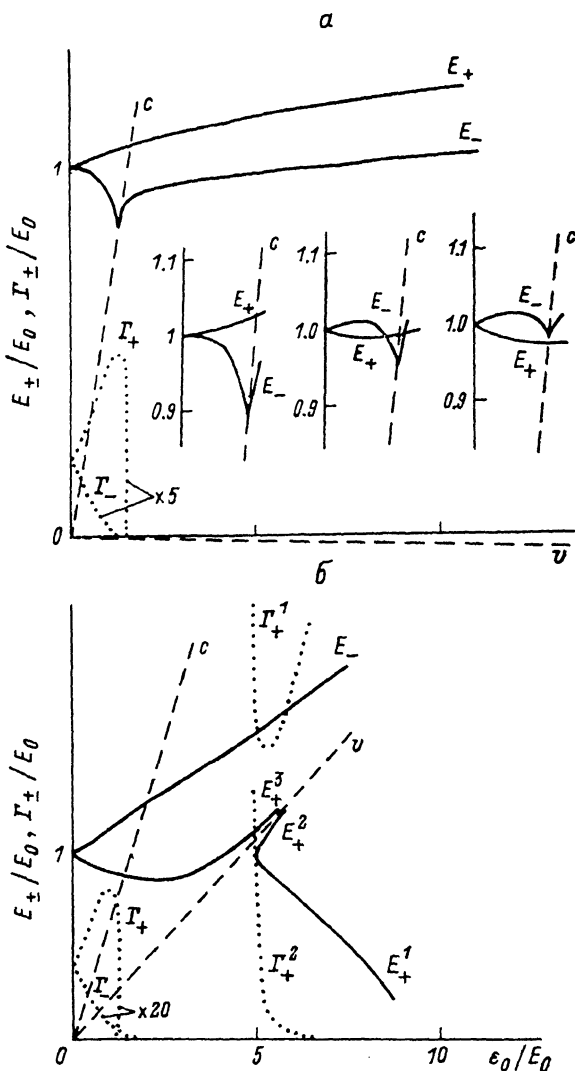 а
E₊
c
E₋
1
E±/E₀, Γ±/E₀
1.1
c
E₊
1
E₋
0.9
1.1
c
E₋
1.0
E₊
0.9
1.1
c
E₋
1.0
E₊
0.9
Γ₊
Γ₋
×5
0
v
б
c
Γ₊¹
E₋
v
E±/E₀, Γ±/E₀
E₊³
E₊²
1
Γ₊
Γ₋
×20
Γ₊²
E₊¹
0
5
10
ε₀/E₀